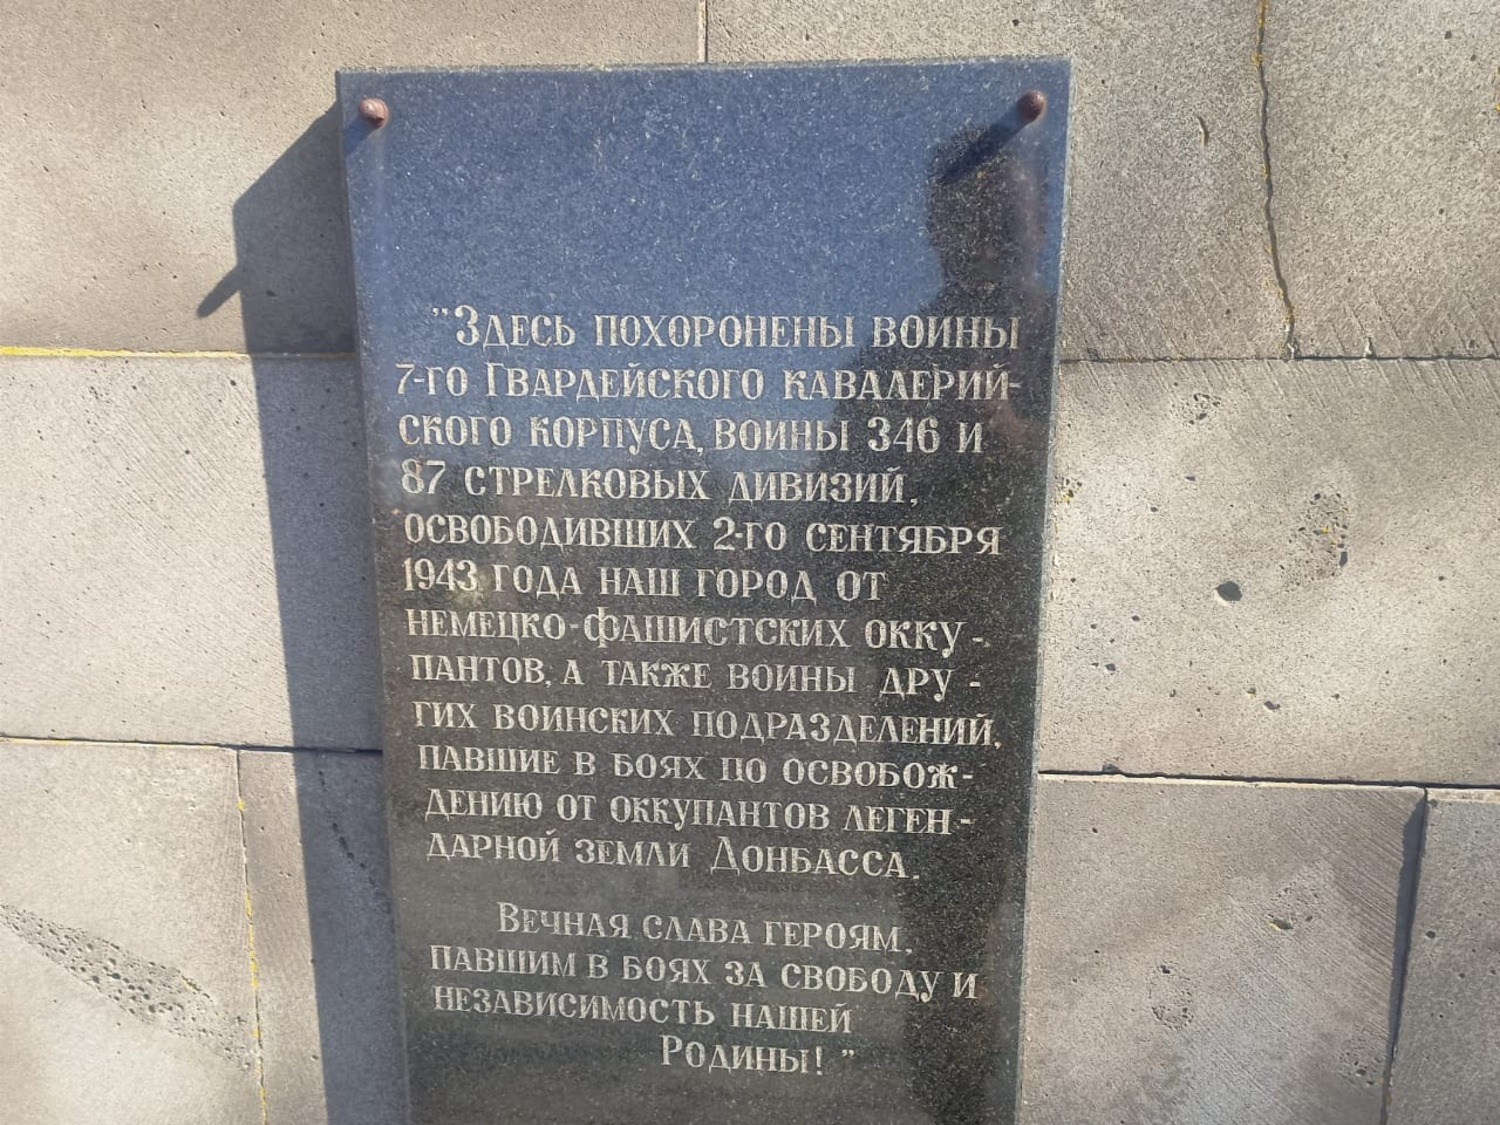 "Здесь похоронены воины
7-го Гвардейского кавалерий-
ского корпуса, воины 346 и
87 стрелковых дивизий,
освободивших 2-го сентября
1943 года наш город от
немецко-фашистских окку-
пантов, а также воины дру-
гих воинских подразделений,
павшие в боях по освобож-
дению от оккупантов леген-
дарной земли Донбасса.
Вечная слава героям,
павшим в боях за свободу и
независимость нашей
Родины!"